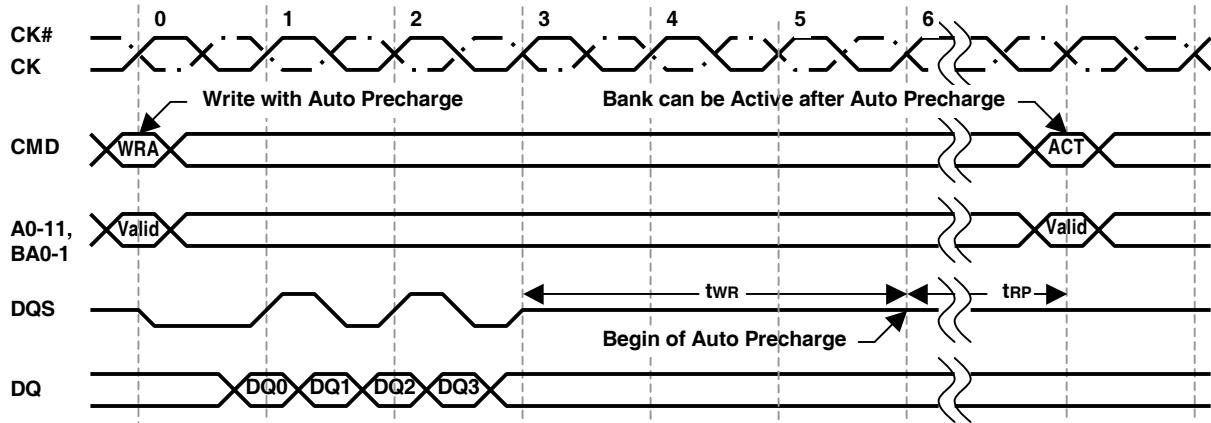 0 1 2 3 4 5 6
CK#
CK
Write with Auto Precharge Bank can be Active after Auto Precharge
CMD WRA ACT
A0-11, Valid Valid
BA0-1
tWR tRP
DQS
Begin of Auto Precharge
DQ DQ0 DQ1 DQ2 DQ3